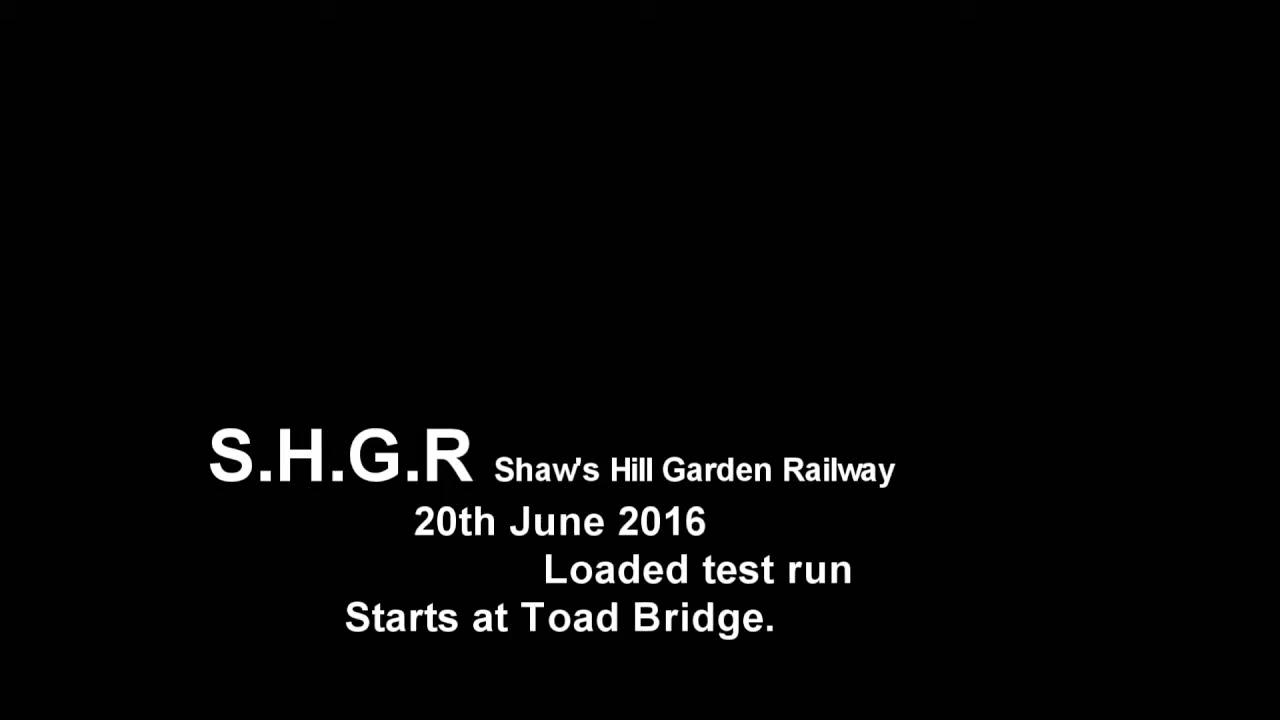 S.H.G.R Shaw's Hill Garden Railway
20th June 2016
Loaded test run
Starts at Toad Bridge.